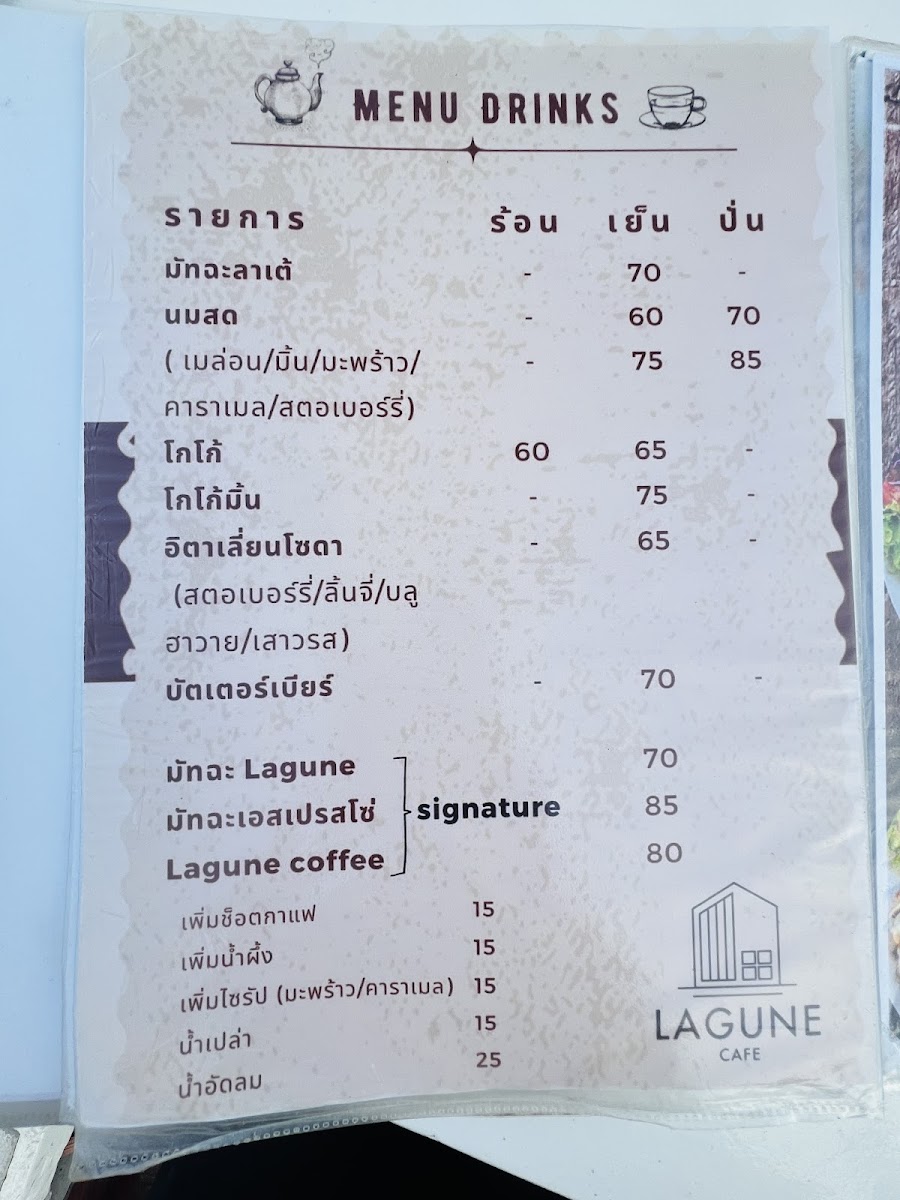 MENU DRINKS
รายการ ร้อน เย็น ปั่น
มัทฉะลาเต้ - 70 -
นมสด - 60 70
( เมล่อน/มิ้น/มะพร้าว/ - 75 85
คาราเมล/สตอเบอร์รี่)
โกโก้ 60 65 -
โกโก้มิ้น - 75 -
อิตาเลี่ยนโซดา - 65 -
(สตอเบอร์รี่/ลิ้นจี่/บลู
ฮาวาย/เสาวรส)
บัตเตอร์เบียร์ - 70 -
มัทฉะ Lagune 70
มัทฉะเอสเปรสโซ่ signature 85
Lagune coffee 80
เพิ่มช็อตกาแฟ 15
เพิ่มน้ำผึ้ง 15
เพิ่มไซรัป (มะพร้าว/คาราเมล) 15
น้ำเปล่า 15
น้ำอัดลม 25
LAGUNE
CAFE